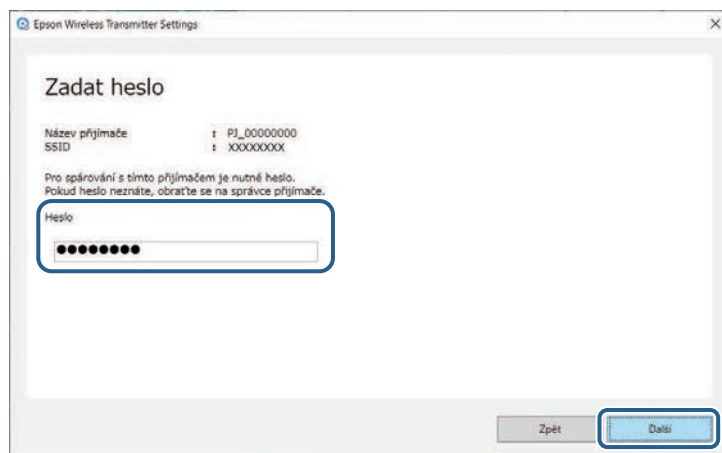 Epson Wireless Transmitter Settings
Zadat heslo
Název přijímače : PJ_00000000
SSID : XXXXXXXX
Pro spárování s tímto přijímačem je nutné heslo.
Pokud heslo neznáte, obraťte se na správce přijímače.
Heslo
●●●●●●●●
Zpět
Další